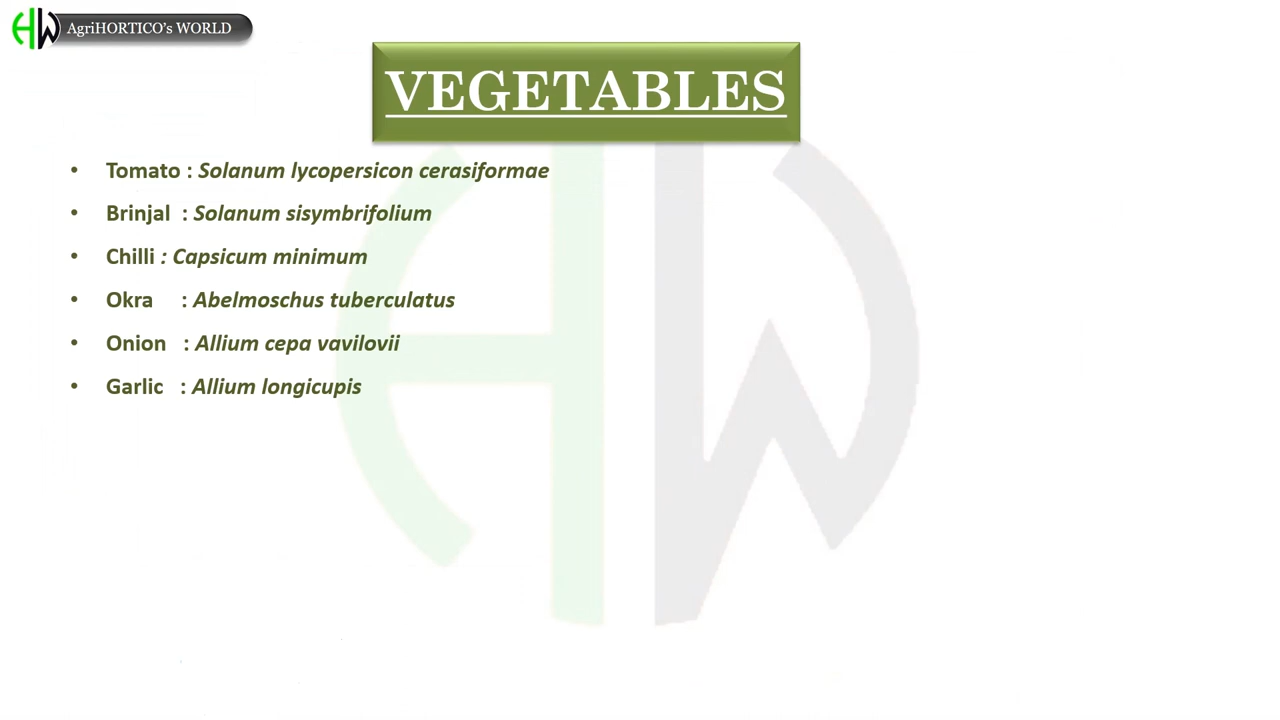 AgriHORTICO's WORLD
VEGETABLES
• Tomato : Solanum lycopersicon cerasiformae
• Brinjal : Solanum sisymbrifolium
• Chilli : Capsicum minimum
• Okra : Abelmoschus tuberculatus
• Onion : Allium cepa vavilovii
• Garlic : Allium longicupis